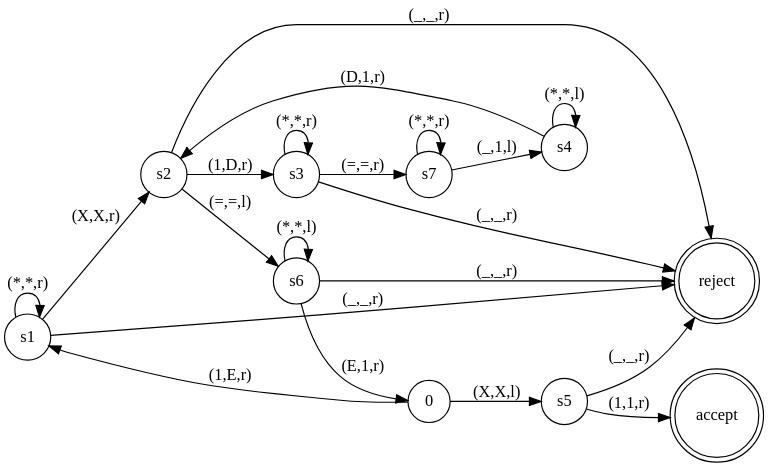 (_,_,r)
(D,1,r)
(*,*,l)
(*,*,r)
(*,*,r)
s4
(_,1,l)
s2
(1,D,r)
s3
(=,=,r)
s7
(=,=,l)
(X,X,r)
(_,_,r)
(*,*,l)
(_,_,r)
s6
reject
(*,*,r)
(_,_,r)
s1
(_,_,r)
(E,1,r)
(1,E,r)
(X,X,l)
0
s5
(1,1,r)
accept